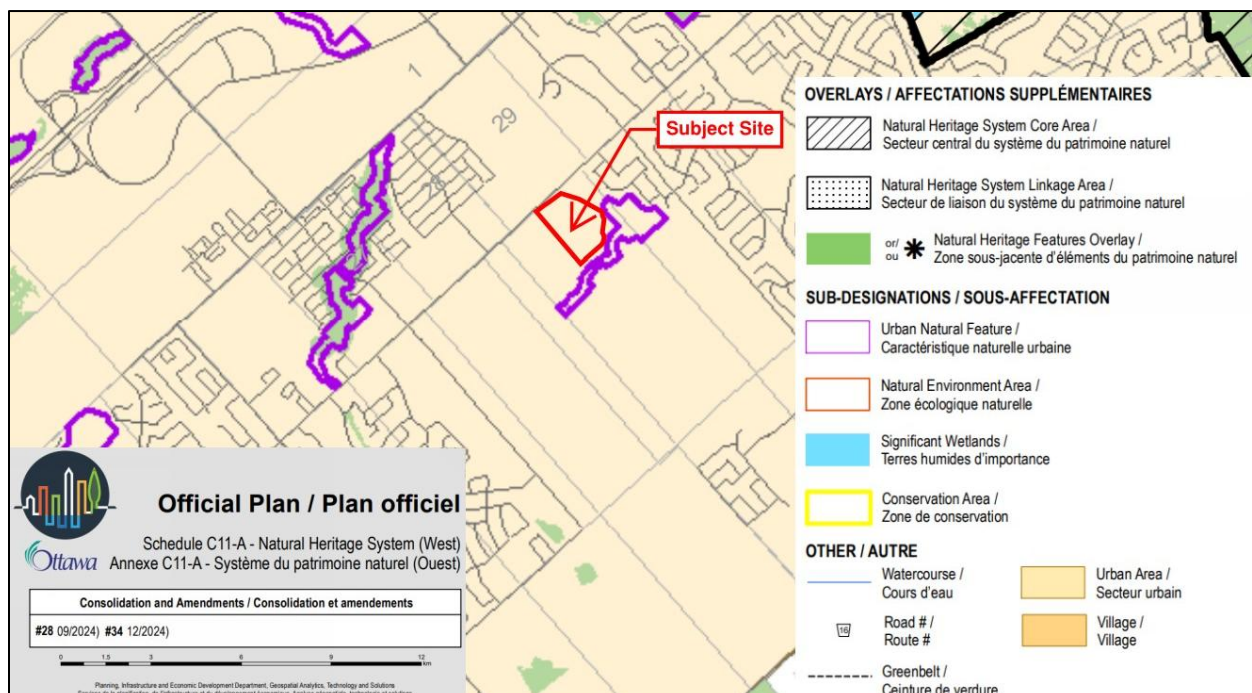 1
29
28
Subject Site
OVERLAYS / AFFECTATIONS SUPPLÉMENTAIRES
Natural Heritage System Core Area /
Secteur central du système du patrimoine naturel
Natural Heritage System Linkage Area /
Secteur de liaison du système du patrimoine naturel
or/
ou
Natural Heritage Features Overlay /
Zone sous-jacente d'éléments du patrimoine naturel
SUB-DESIGNATIONS / SOUS-AFFECTATION
Urban Natural Feature /
Caractéristique naturelle urbaine
Natural Environment Area /
Zone écologique naturelle
Significant Wetlands /
Terres humides d'importance
Conservation Area /
Zone de conservation
OTHER / AUTRE
Watercourse /
Cours d'eau
Urban Area /
Secteur urbain
16
Road # /
Route #
Village /
Village
Greenbelt /
Ceinture de verdure
Official Plan / Plan officiel
Schedule C11-A - Natural Heritage System (West)
Annexe C11-A - Système du patrimoine naturel (Ouest)
Ottawa
Consolidation and Amendments / Consolidation et amendements
#28 09/2024) #34 12/2024)
0 1.5 3 6 9 12
km
Planning, Infrastructure and Economic Development Department, Geospatial Analytics, Technology and Solutions